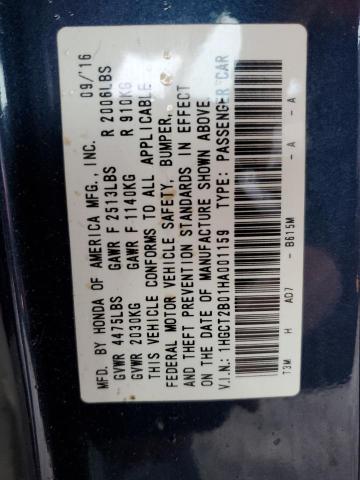 MFD. BY HONDA OF AMERICA MFG., INC. 09/16
GVWR 4475LBS GAWR F 2513LBS R 2006LBS
GVWR 2030KG GAWR F 1140KG R 910KG
THIS VEHICLE CONFORMS TO ALL APPLICABLE
FEDERAL MOTOR VEHICLE SAFETY, BUMPER,
AND THEFT PREVENTION STANDARDS IN EFFECT
ON THE DATE OF MANUFACTURE SHOWN ABOVE.
V.I.N.: 1HGCT2B01HA001159 TYPE: PASSENGER CAR
T3M H AD7 - B615M - A - A